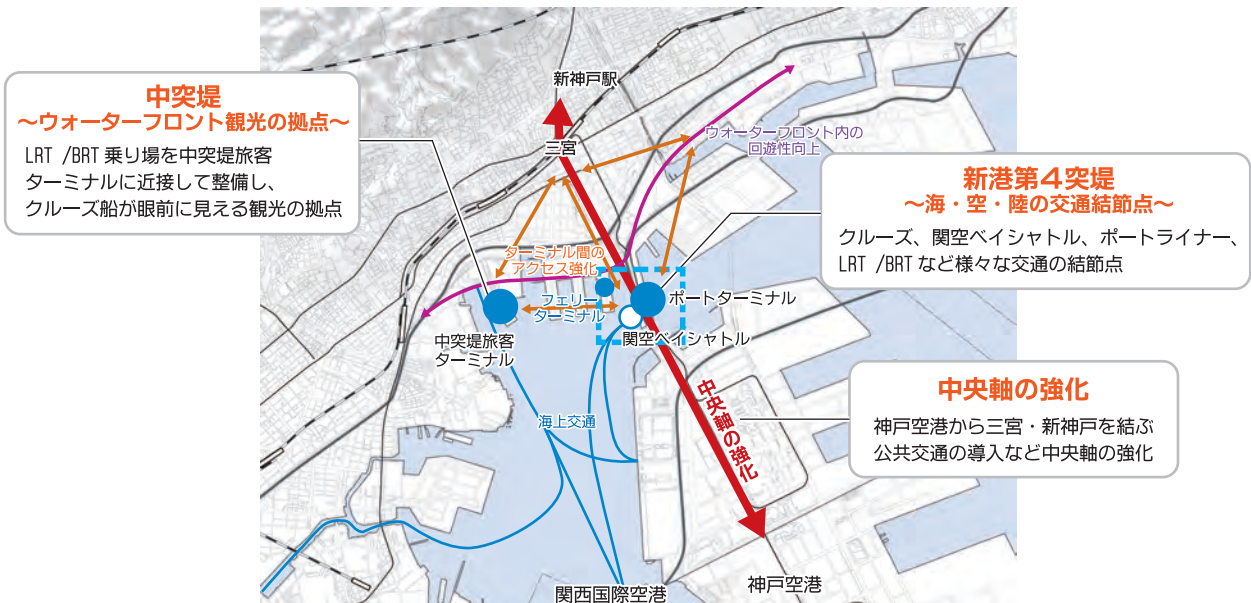 中突堤
～ウォーターフロント観光の拠点～
LRT /BRT 乗り場を中突堤旅客
ターミナルに近接して整備し、
クルーズ船が眼前に見える観光の拠点
新神戸駅
三宮
ウォーターフロント内の
回遊性向上
新港第4突堤
～海・空・陸の交通結節点～
クルーズ、関空ベイシャトル、ポートライナー、
LRT /BRT など様々な交通の結節点
ターミナル間の
アクセス強化
フェリー
ターミナル
ポートターミナル
関空ベイシャトル
中突堤旅客
ターミナル
中央軸の強化
中央軸の強化
神戸空港から三宮・新神戸を結ぶ
公共交通の導入など中央軸の強化
海上交通
関西国際空港
神戸空港